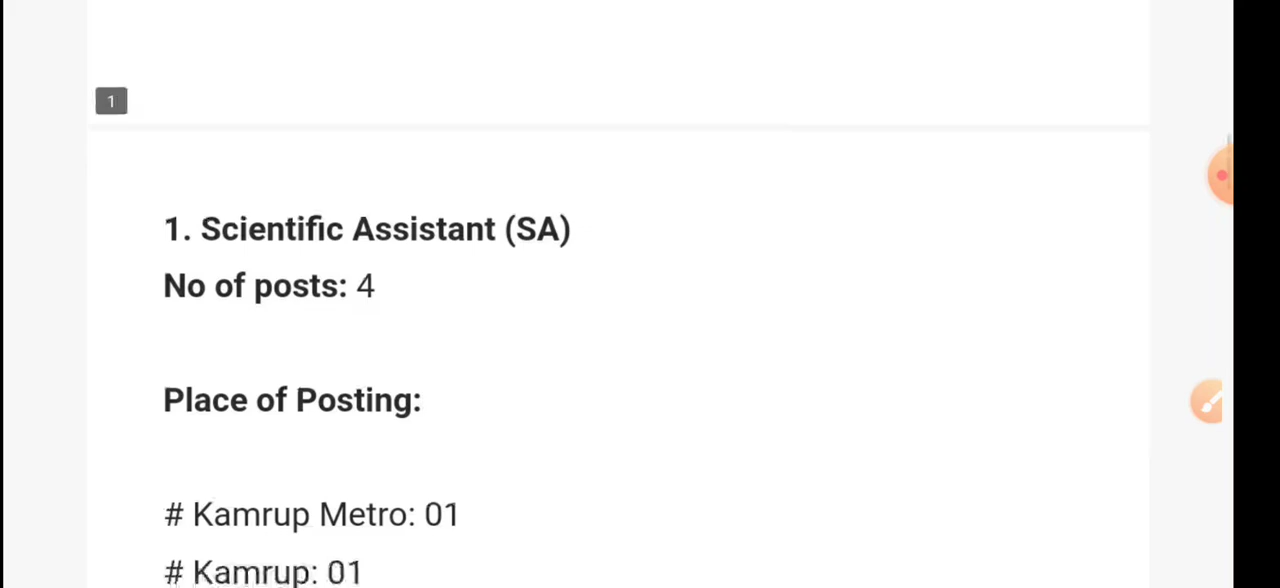 1
1. Scientific Assistant (SA)
No of posts: 4
Place of Posting:
# Kamrup Metro: 01
# Kamrup: 01